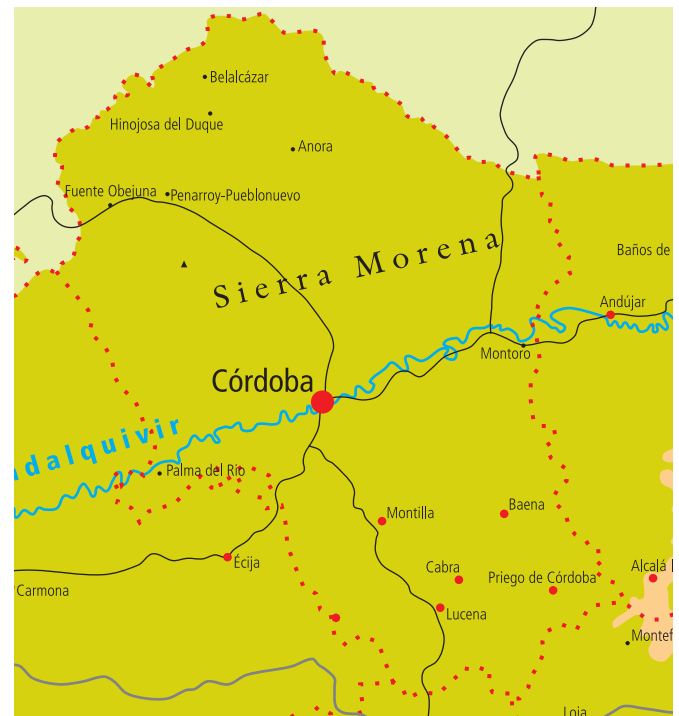 Belalcázar
Hinojosa del Duque
Anora
Fuente Obejuna
Penarroy-Pueblonuevo
Sierra Morena
Baños de
Andújar
Montoro
Córdoba
dalquivir
Palma del Rio
Montilla
Baena
Écija
Cabra
Priego de Córdoba
Alcalá
Carmona
Lucena
Montef
Loja